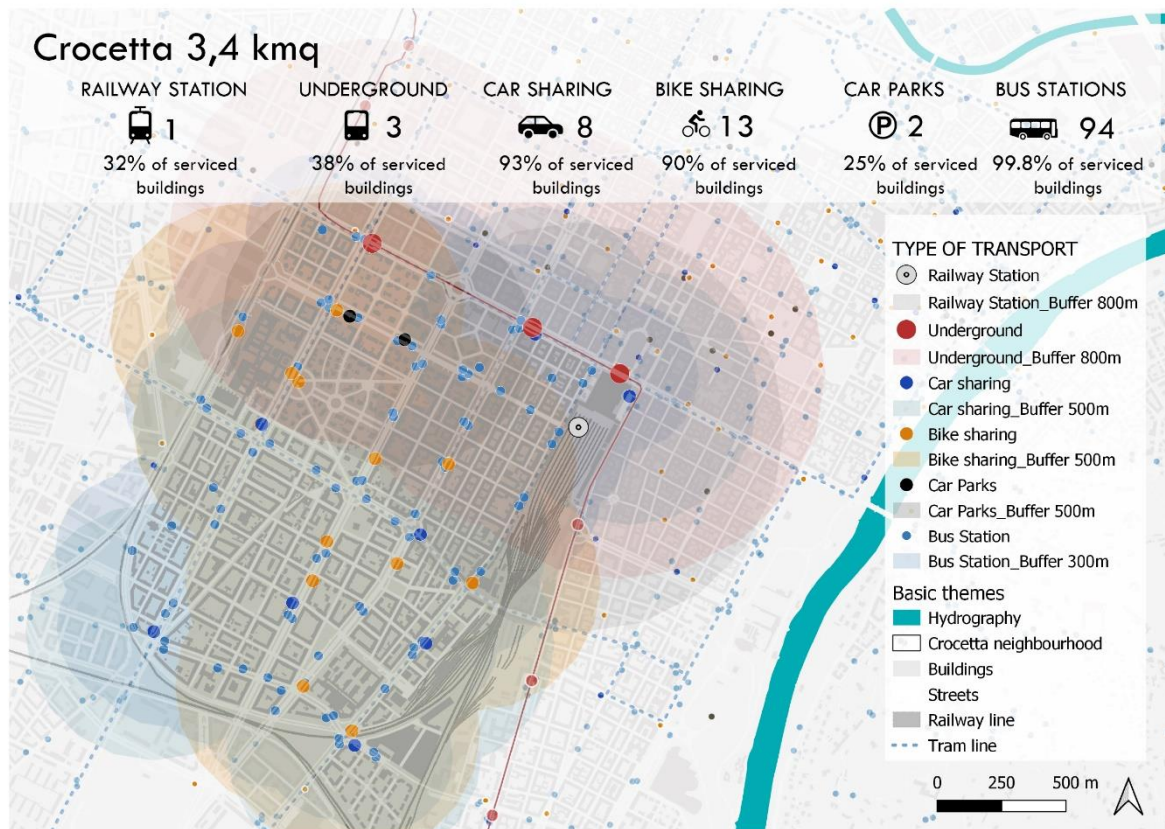 Crocetta 3,4 kmq
RAILWAY STATION
1
32% of serviced
buildings
UNDERGROUND
3
38% of serviced
buildings
CAR SHARING
8
93% of serviced
buildings
BIKE SHARING
13
90% of serviced
buildings
CAR PARKS
P 2
25% of serviced
buildings
BUS STATIONS
94
99.8% of serviced
buildings
TYPE OF TRANSPORT
Railway Station
Railway Station_Buffer 800m
Underground
Underground_Buffer 800m
Car sharing
Car sharing_Buffer 500m
Bike sharing
Bike sharing_Buffer 500m
Car Parks
Car Parks_Buffer 500m
Bus Station
Bus Station_Buffer 300m
Basic themes
Hydrography
Crocetta neighbourhood
Buildings
Streets
Railway line
Tram line
0 250 500 m